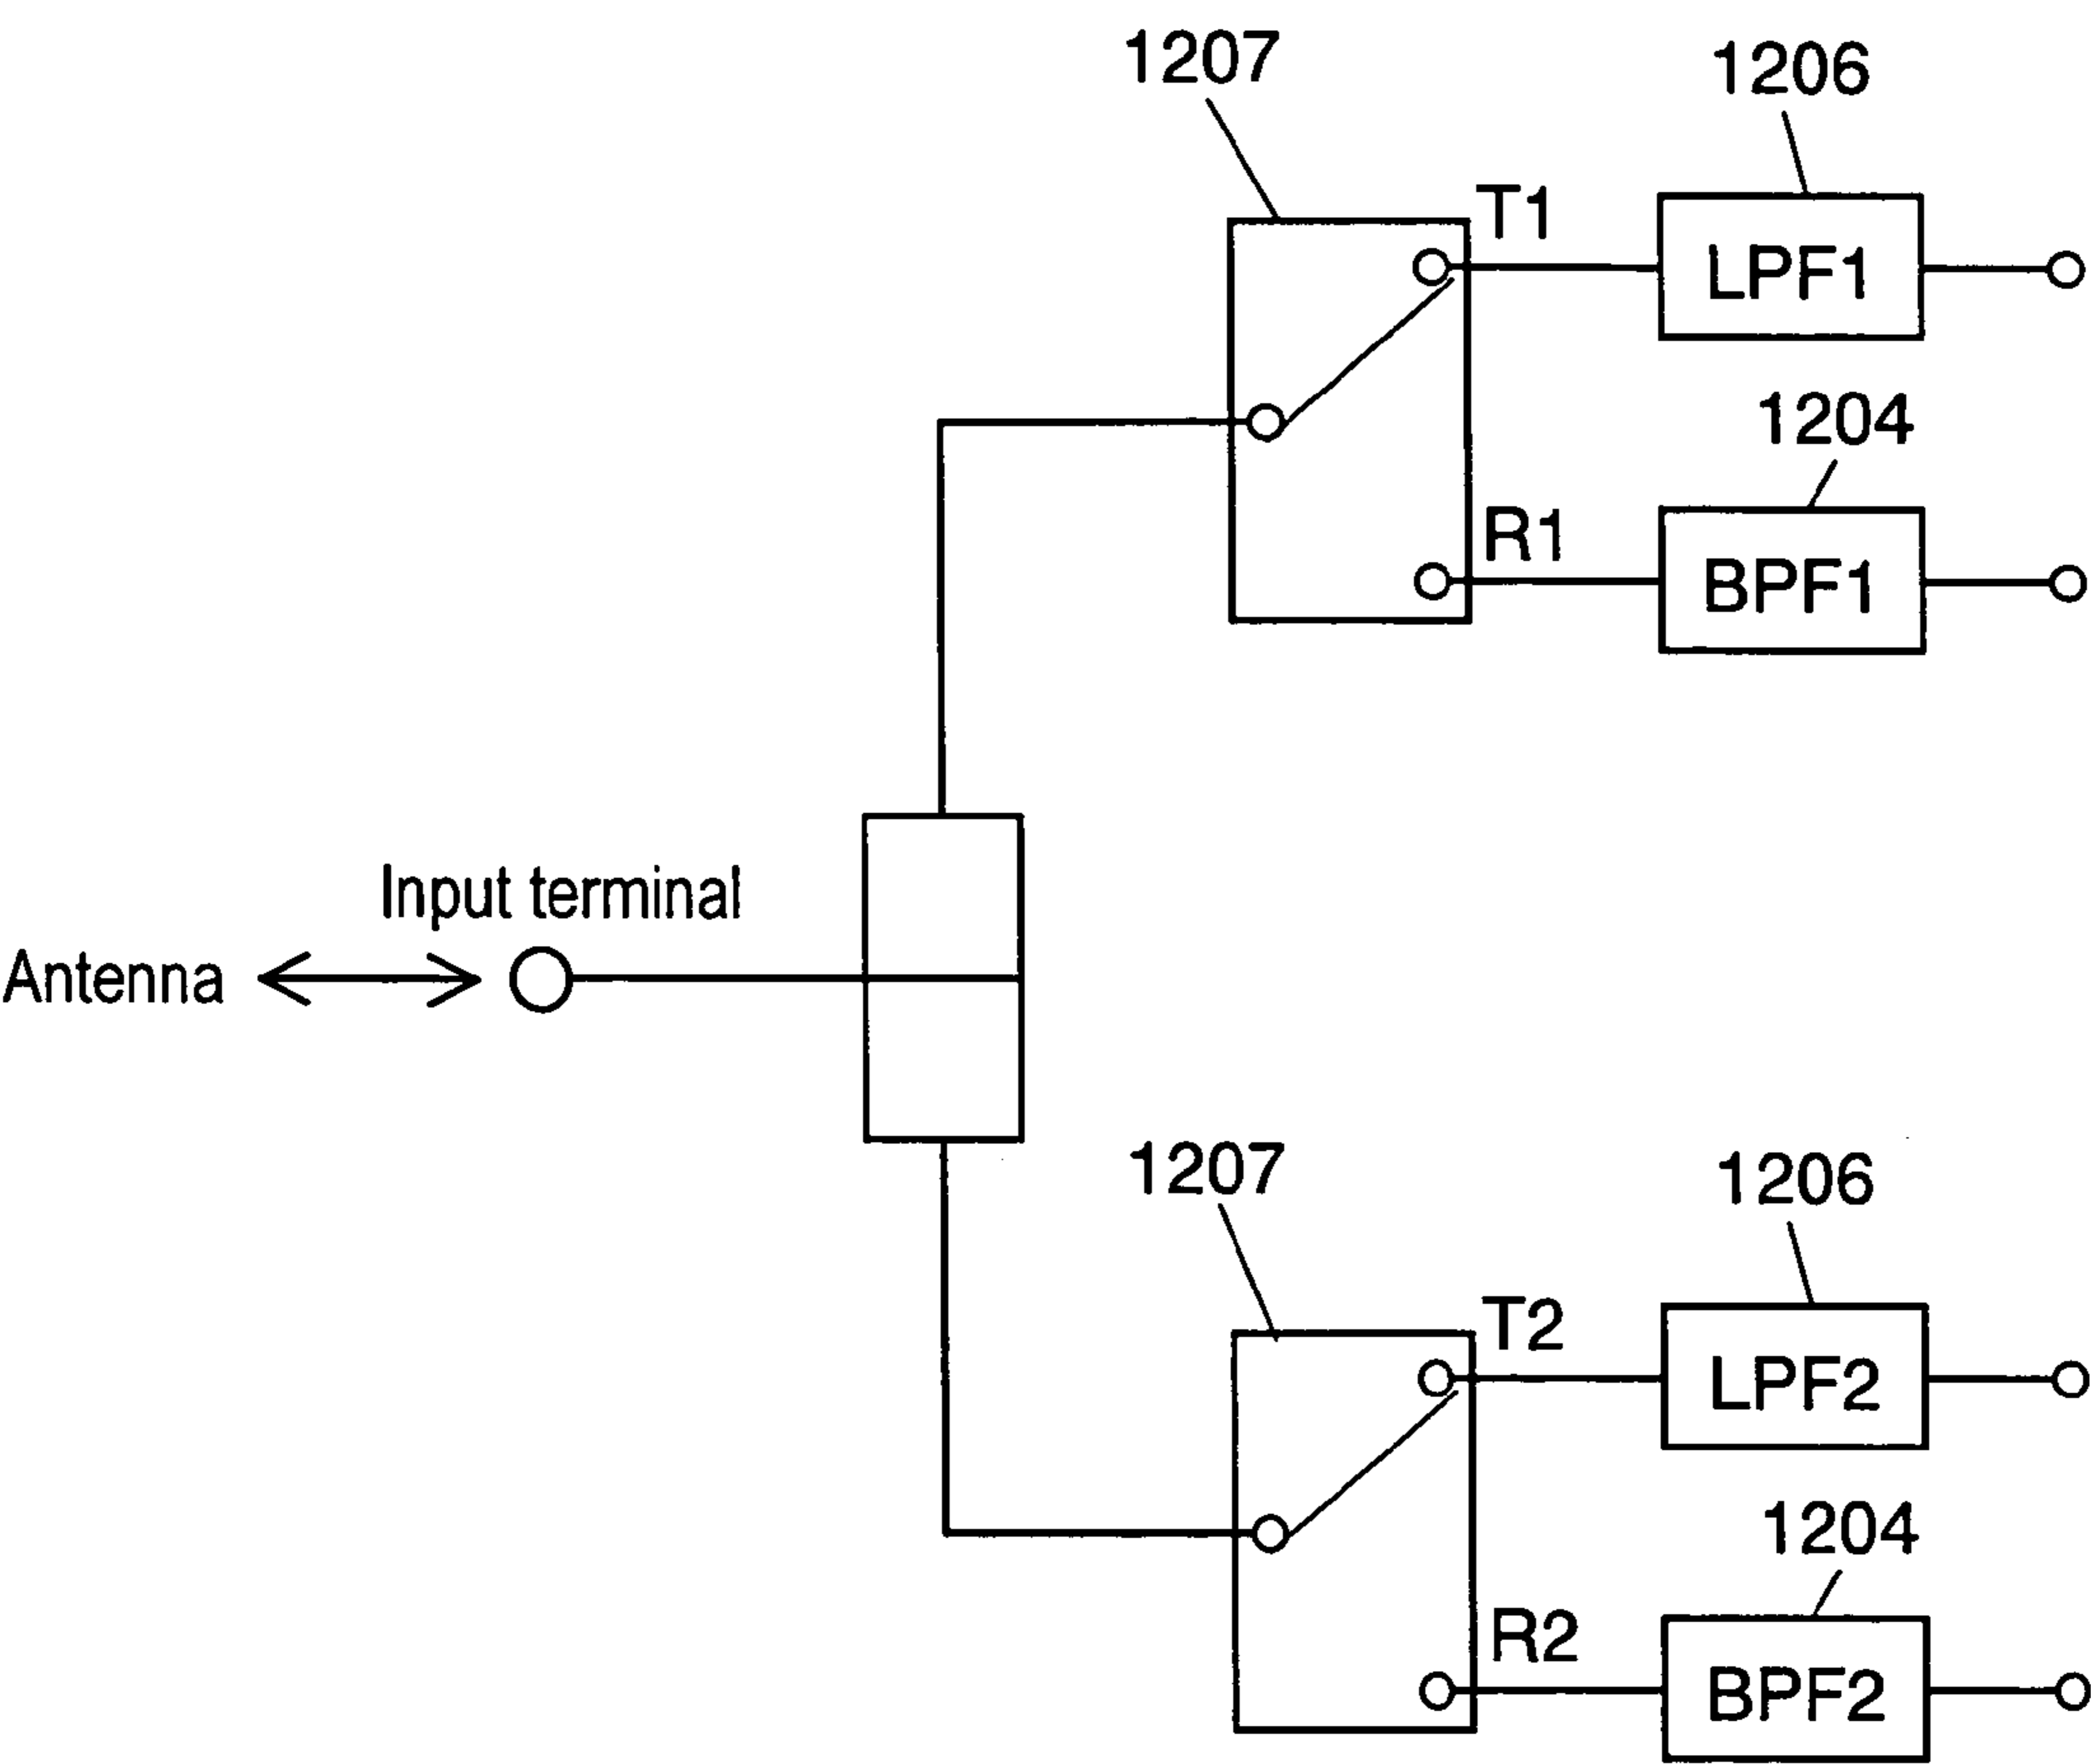 1207
1206
T1
LPF1
1204
R1
BPF1
Input terminal
Antenna
1207
1206
T2
LPF2
1204
R2
BPF2